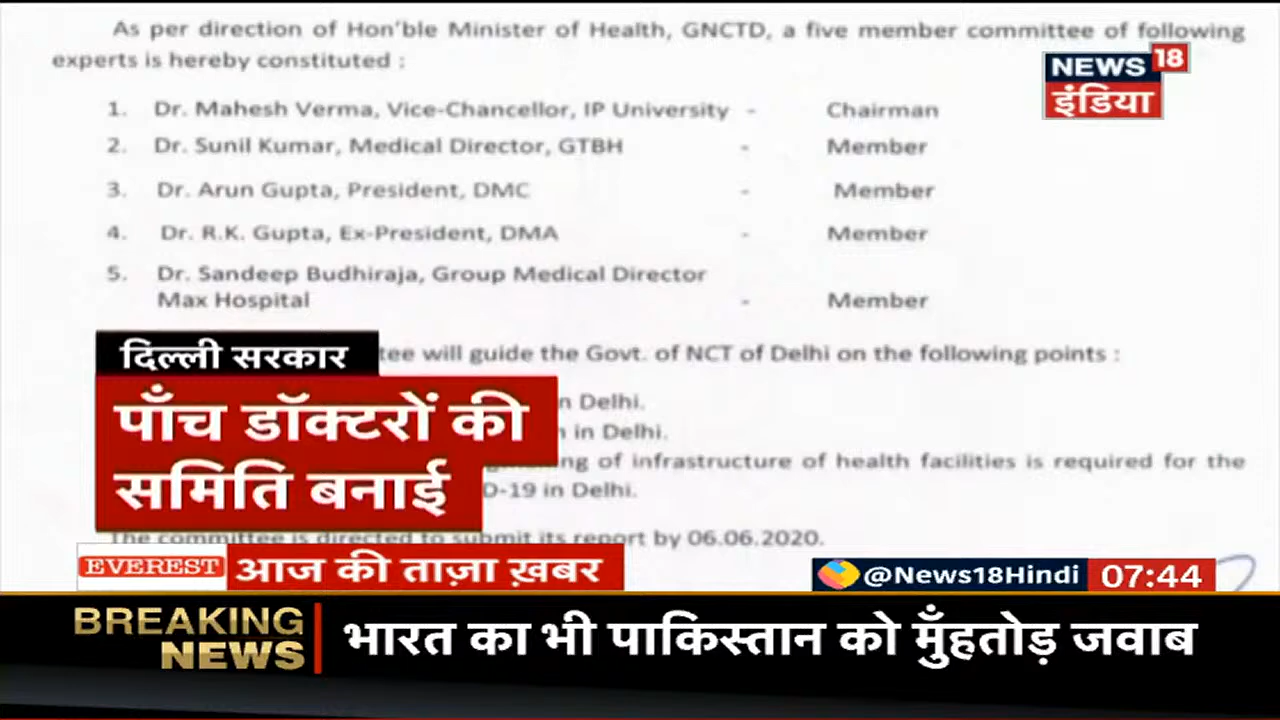 As per direction of Hon'ble Minister of Health, GNCTD, a five member committee of following
experts is hereby constituted :
NEWS 18
इंडिया
1. Dr. Mahesh Verma, Vice-Chancellor, IP University - Chairman
2. Dr. Sunil Kumar, Medical Director, GTBH - Member
3. Dr. Arun Gupta, President, DMC - Member
4. Dr. R.K. Gupta, Ex-President, DMA - Member
5. Dr. Sandeep Budhiraja, Group Medical Director
Max Hospital - Member
दिल्ली सरकार
will guide the Govt. of NCT of Delhi on the following points :
पाँच डॉक्टरों की
समिति बनाई
Delhi.
in Delhi.
of infrastructure of health facilities is required for the
D-19 in Delhi.
The committee is directed to submit its report by 06.06.2020.
EVEREST आज की ताज़ा ख़बर
@News18Hindi 07:44
BREAKING
NEWS
भारत का भी पाकिस्तान को मुँहतोड़ जवाब